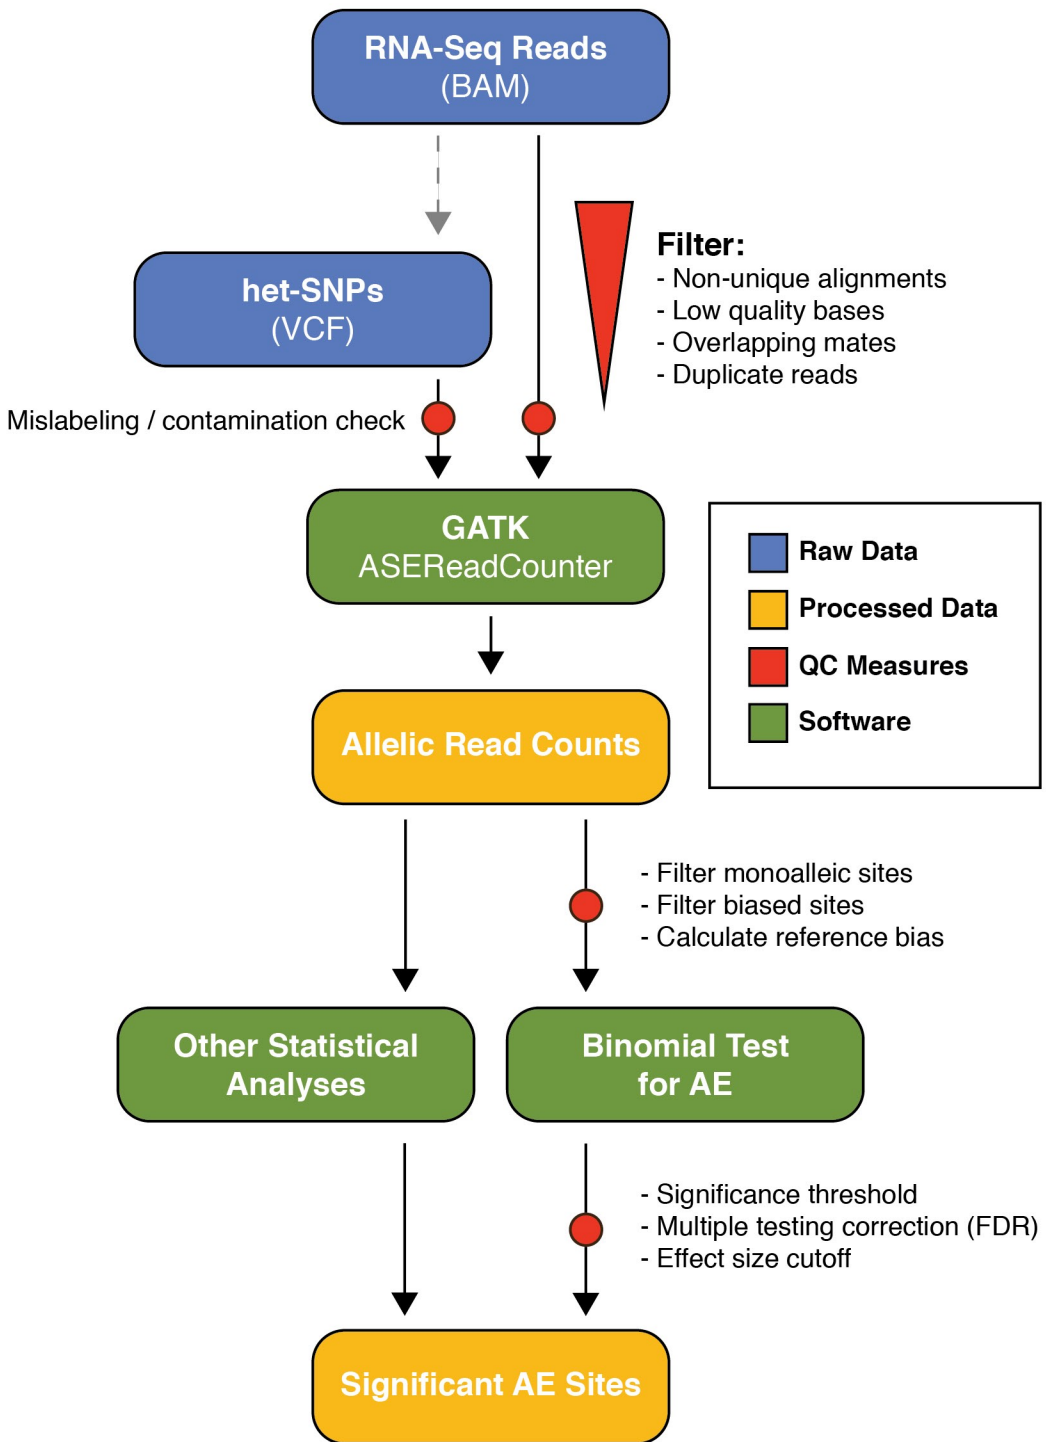 RNA-Seq Reads
(BAM)
Filter:
- Non-unique alignments
- Low quality bases
- Overlapping mates
- Duplicate reads
het-SNPs
(VCF)
Mislabeling / contamination check
GATK
ASEReadCounter
Raw Data
Processed Data
QC Measures
Software
Allelic Read Counts
- Filter monoalleic sites
- Filter biased sites
- Calculate reference bias
Other Statistical
Analyses
Binomial Test
for AE
- Significance threshold
- Multiple testing correction (FDR)
- Effect size cutoff
Significant AE Sites